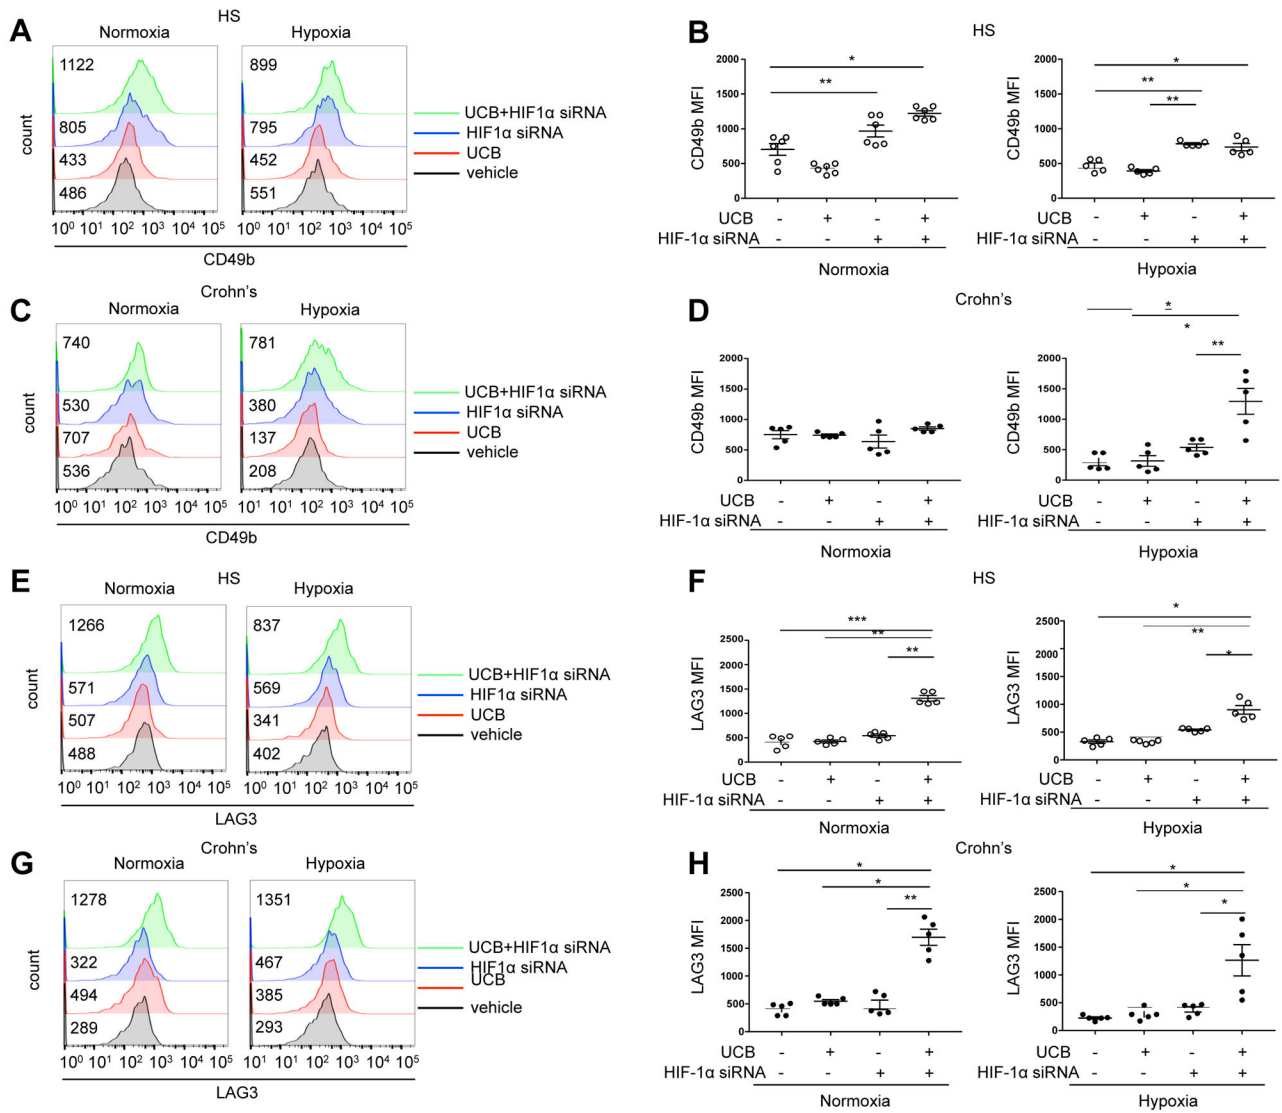 A
HS
Normoxia
Hypoxia
count
1122
805
433
486
899
795
452
551
10⁰ 10¹ 10² 10³ 10⁴ 10⁵
10⁰ 10¹ 10² 10³ 10⁴ 10⁵
CD49b
UCB+HIF1α siRNA
HIF1α siRNA
UCB
vehicle
B
HS
CD49b MFI
2000
1500
1000
500
0
*
**
UCB - + - +
HIF-1α siRNA - - + +
Normoxia
CD49b MFI
2000
1500
1000
500
0
*
**
**
UCB - + - +
HIF-1α siRNA - - + +
Hypoxia
C
Crohn's
Normoxia
Hypoxia
count
740
530
707
536
781
380
137
208
10⁰ 10¹ 10² 10³ 10⁴ 10⁵
10⁰ 10¹ 10² 10³ 10⁴ 10⁵
CD49b
UCB+HIF1α siRNA
HIF1α siRNA
UCB
vehicle
D
Crohn's
CD49b MFI
2000
1500
1000
500
0
UCB - + - +
HIF-1α siRNA - - + +
Normoxia
CD49b MFI
2000
1500
1000
500
0
*
*
**
UCB - + - +
HIF-1α siRNA - - + +
Hypoxia
E
HS
Normoxia
Hypoxia
count
1266
571
507
488
837
569
341
402
10⁰ 10¹ 10² 10³ 10⁴ 10⁵
10⁰ 10¹ 10² 10³ 10⁴ 10⁵
LAG3
UCB+HIF1α siRNA
HIF1α siRNA
UCB
vehicle
F
HS
LAG3 MFI
2500
2000
1500
1000
500
0
***
**
**
UCB - + - +
HIF-1α siRNA - - + +
Normoxia
LAG3 MFI
2500
2000
1500
1000
500
0
*
**
*
UCB - + - +
HIF-1α siRNA - - + +
Hypoxia
G
Crohn's
Normoxia
Hypoxia
count
1278
322
494
289
1351
467
385
293
10⁰ 10¹ 10² 10³ 10⁴ 10⁵
10⁰ 10¹ 10² 10³ 10⁴ 10⁵
LAG3
UCB+HIF1α siRNA
HIF1α siRNA
UCB
vehicle
H
Crohn's
LAG3 MFI
2500
2000
1500
1000
500
0
*
*
**
UCB - + - +
HIF-1α siRNA - - + +
Normoxia
LAG3 MFI
2500
2000
1500
1000
500
0
*
*
*
UCB - + - +
HIF-1α siRNA - - + +
Hypoxia